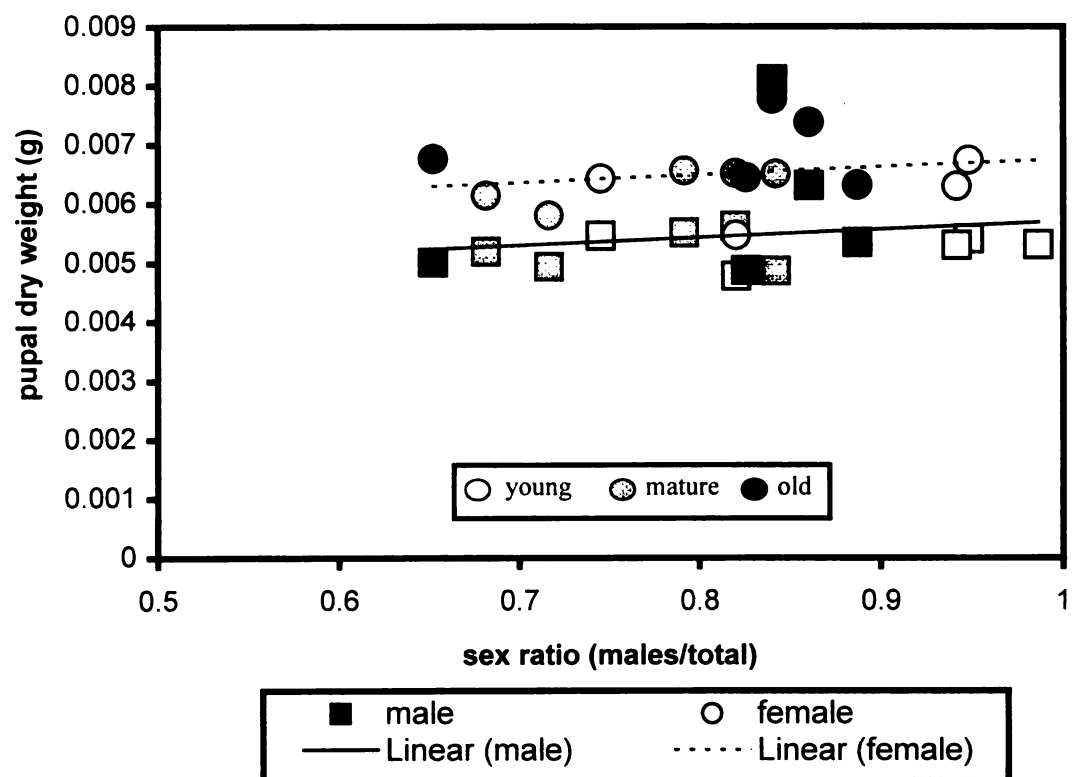 0.009
0.008
0.007
0.006
0.005
0.004
0.003
0.002
0.001
0
pupal dry weight (g)
young mature old
0.5 0.6 0.7 0.8 0.9 1
sex ratio (males/total)
male female
Linear (male) Linear (female)